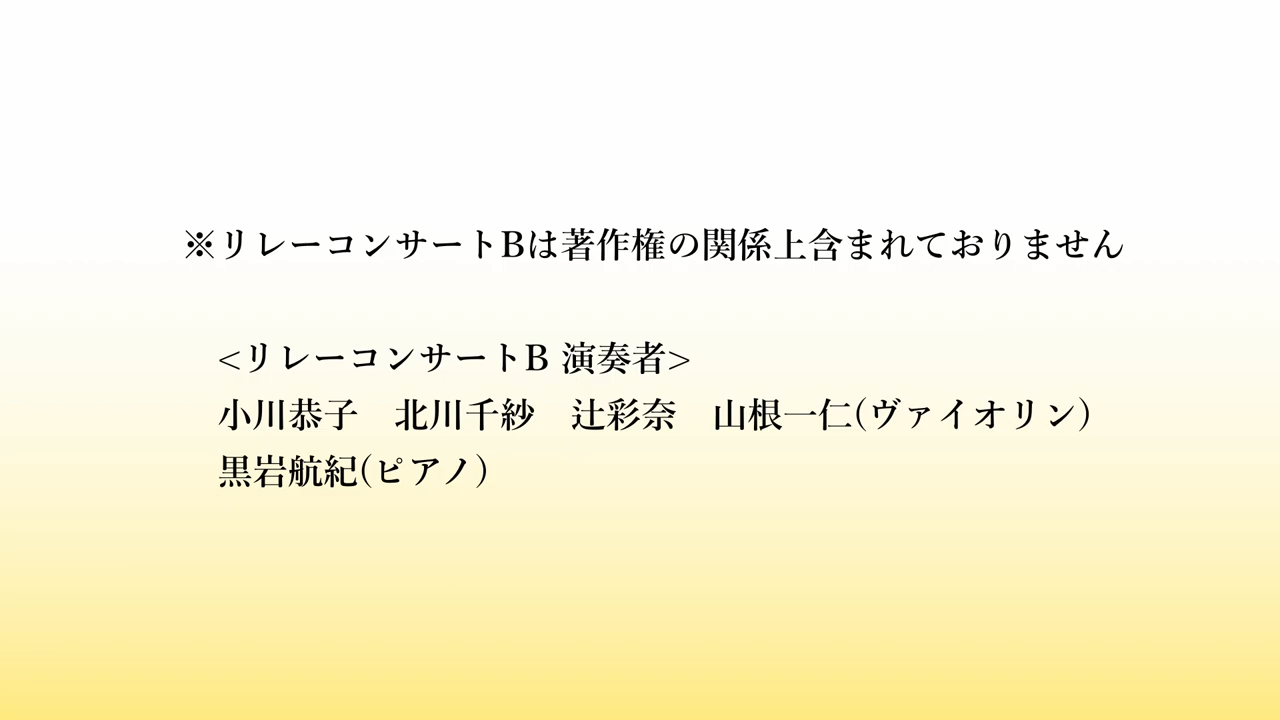 ※リレーコンサートBは著作権の関係上含まれておりません
<リレーコンサートB 演奏者>
小川恭子　北川千紗　辻彩奈　山根一仁(ヴァイオリン)
黒岩航紀(ピアノ)